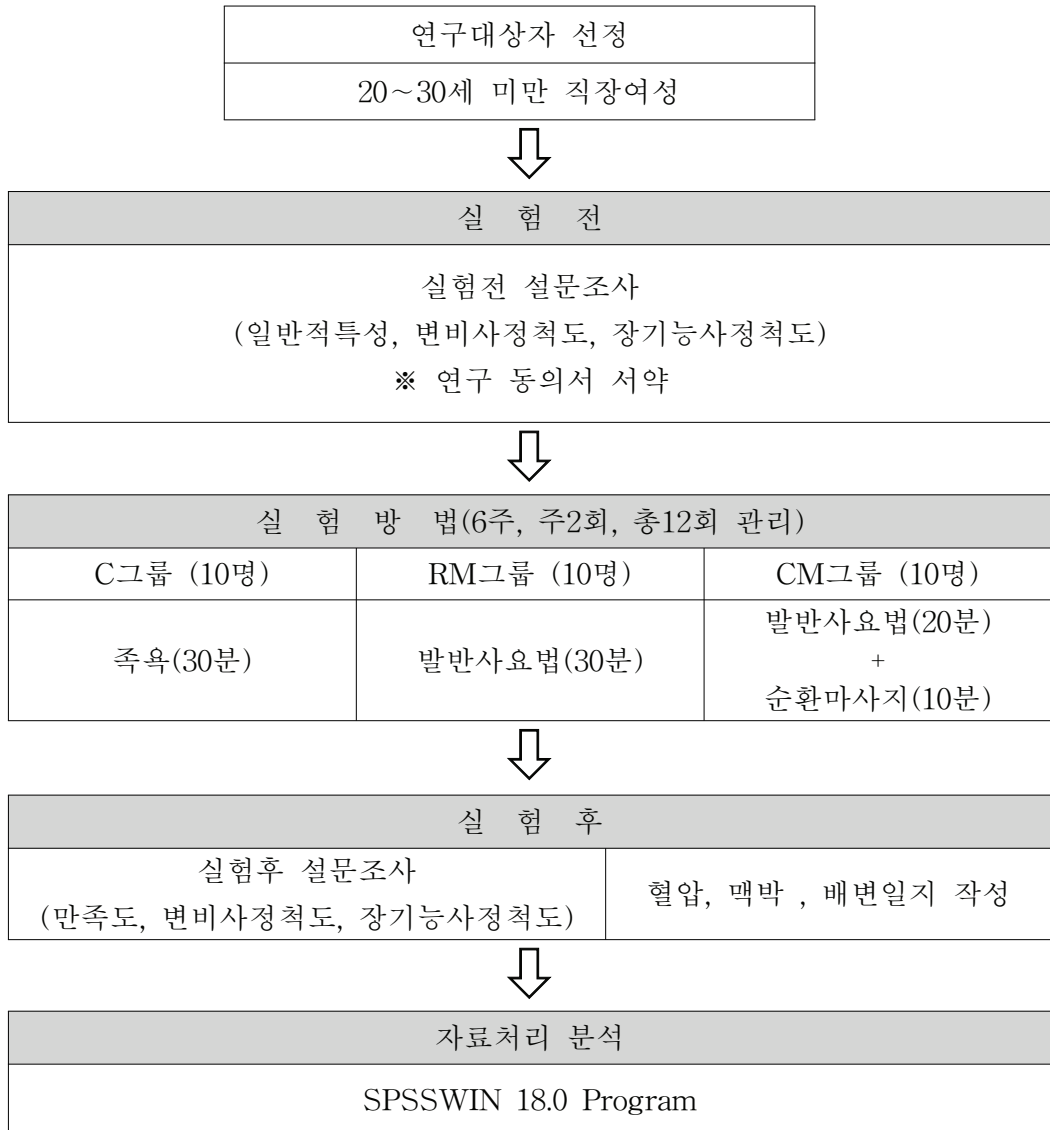 연구대상자 선정
20~30세 미만 직장여성
실 험 전
실험전 설문조사
(일반적특성, 변비사정척도, 장기능사정척도)
※ 연구 동의서 서약
실 험 방 법(6주, 주2회, 총12회 관리)
C그룹 (10명)
RM그룹 (10명)
CM그룹 (10명)
족욕(30분)
발반사요법(30분)
발반사요법(20분)
+
순환마사지(10분)
실 험 후
실험후 설문조사
(만족도, 변비사정척도, 장기능사정척도)
혈압, 맥박 , 배변일지 작성
자료처리 분석
SPSSWIN 18.0 Program